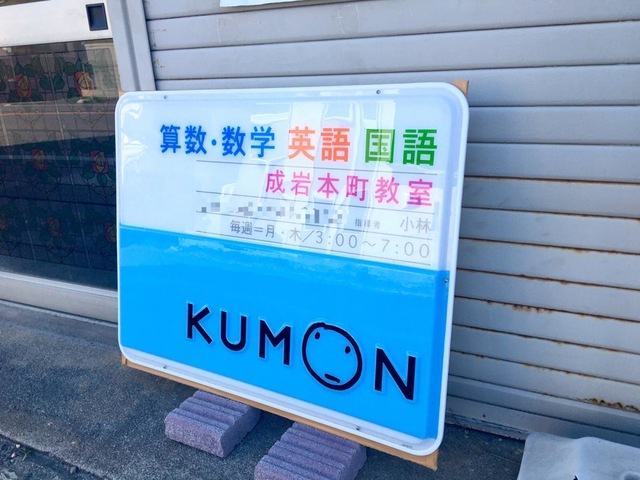 算数・数学 英語 国語
成岩本町教室
指導者 小林
毎週＝月・木／3:00〜7:00
KUMON